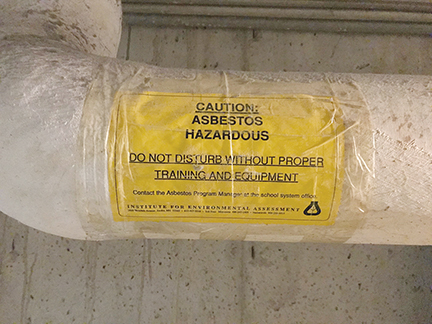 CAUTION:
ASBESTOS
HAZARDOUS
DO NOT DISTURB WITHOUT PROPER
TRAINING AND EQUIPMENT
Contact the Asbestos Program Manager at the school system office.
INSTITUTE FOR ENVIRONMENTAL ASSESSMENT